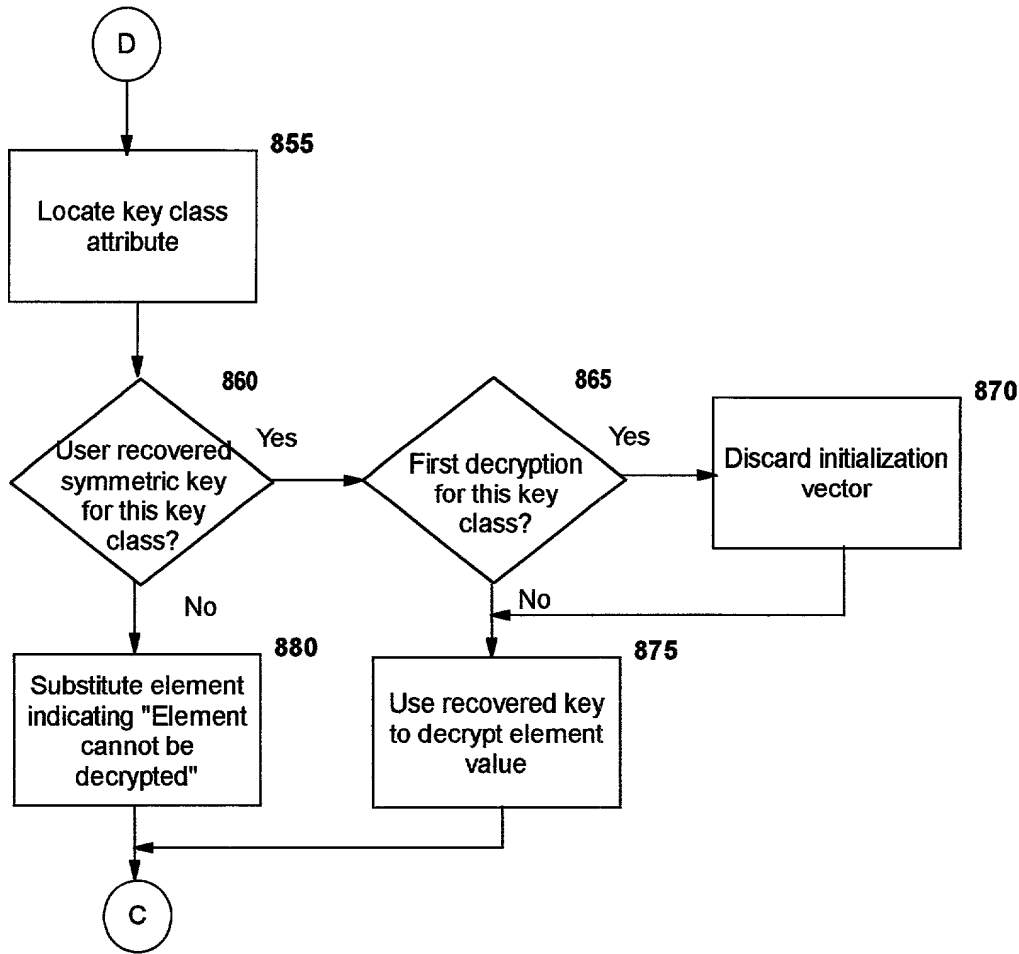 D
855
Locate key class
attribute
860
User recovered
symmetric key
for this key
class?
Yes
865
First decryption
for this key
class?
Yes
870
Discard initialization
vector
No
No
880
Substitute element
indicating "Element
cannot be
decrypted"
875
Use recovered key
to decrypt element
value
C